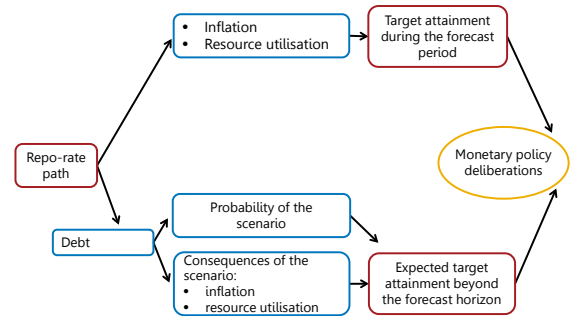 • Inflation
• Resource utilisation
Target attainment
during the forecast
period
Repo-rate
path
Monetary policy
deliberations
Debt
Probability of the
scenario
Consequences of the
scenario:
• inflation
• resource utilisation
Expected target
attainment beyond
the forecast horizon